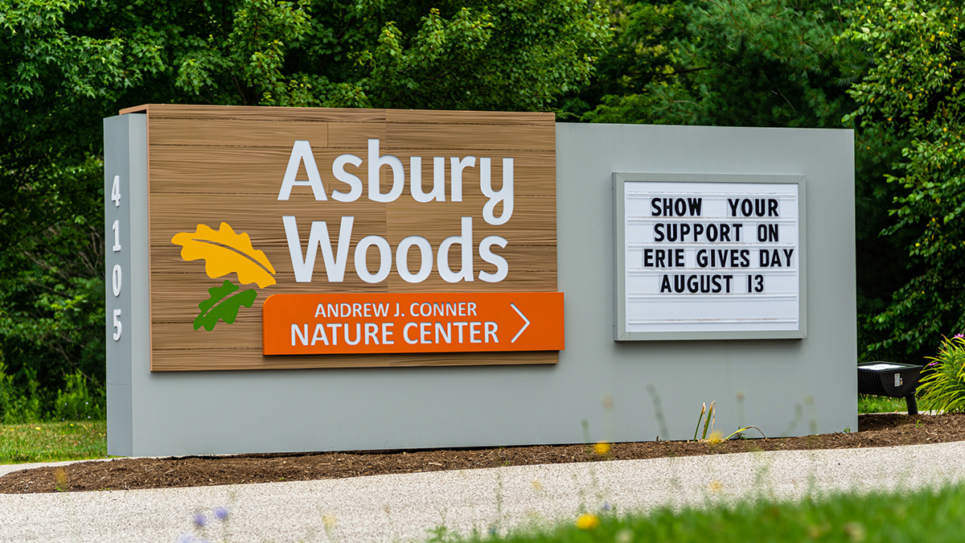 4105
Asbury
Woods
ANDREW J. CONNER
NATURE CENTER
SHOW YOUR
SUPPORT ON
ERIE GIVES DAY
AUGUST 13